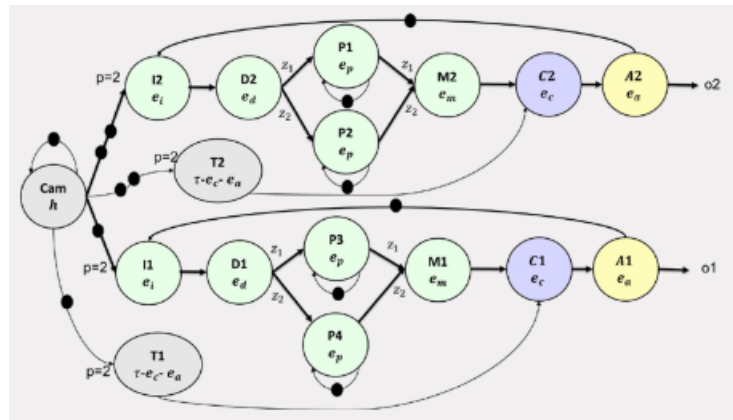 P1
e_p
z₁
z₁
p=2
I2
e_i
D2
e_d
M2
e_m
C2
e_c
A2
e_a
o2
z₂
z₂
P2
e_p
p=2
T2
τ-e_c- e_a
Cam
h
P3
e_p
z₁
z₁
p=2
I1
e_i
D1
e_d
M1
e_m
C1
e_c
A1
e_a
o1
z₂
z₂
P4
e_p
p=2
T1
τ-e_c- e_a